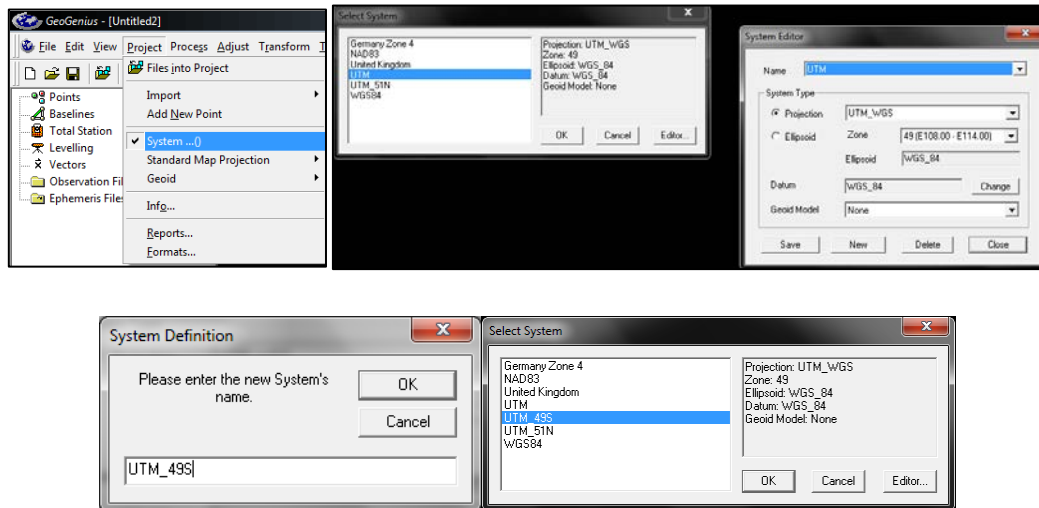 GeoGenius - [Untitled2]
File Edit View Project Process Adjust Transform T
Files into Project
Points
Baselines
Total Station
Levelling
Vectors
Observation Fil
Ephemeris Files
Import
Add New Point
System ...()
Standard Map Projection
Geoid
Info...
Reports...
Formats...
Select System
Germany Zone 4
NAD83
United Kingdom
UTM
UTM_51N
WGS84
Projection: UTM_WGS
Zone: 49
Ellipsoid: WGS_84
Datum: WGS_84
Geoid Model: None
OK Cancel Editor...
System Editor
Name UTM
System Type
Projection UTM_WGS
Ellipsoid Zone 49 (E108.00 - E114.00)
Ellipsoid WGS_84
Datum WGS_84 Change
Geoid Model None
Save New Delete Close
System Definition
Please enter the new System's
name.
OK
Cancel
UTM_49S
Select System
Germany Zone 4
NAD83
United Kingdom
UTM
UTM_49S
UTM_51N
WGS84
Projection: UTM_WGS
Zone: 49
Ellipsoid: WGS_84
Datum: WGS_84
Geoid Model: None
OK Cancel Editor...